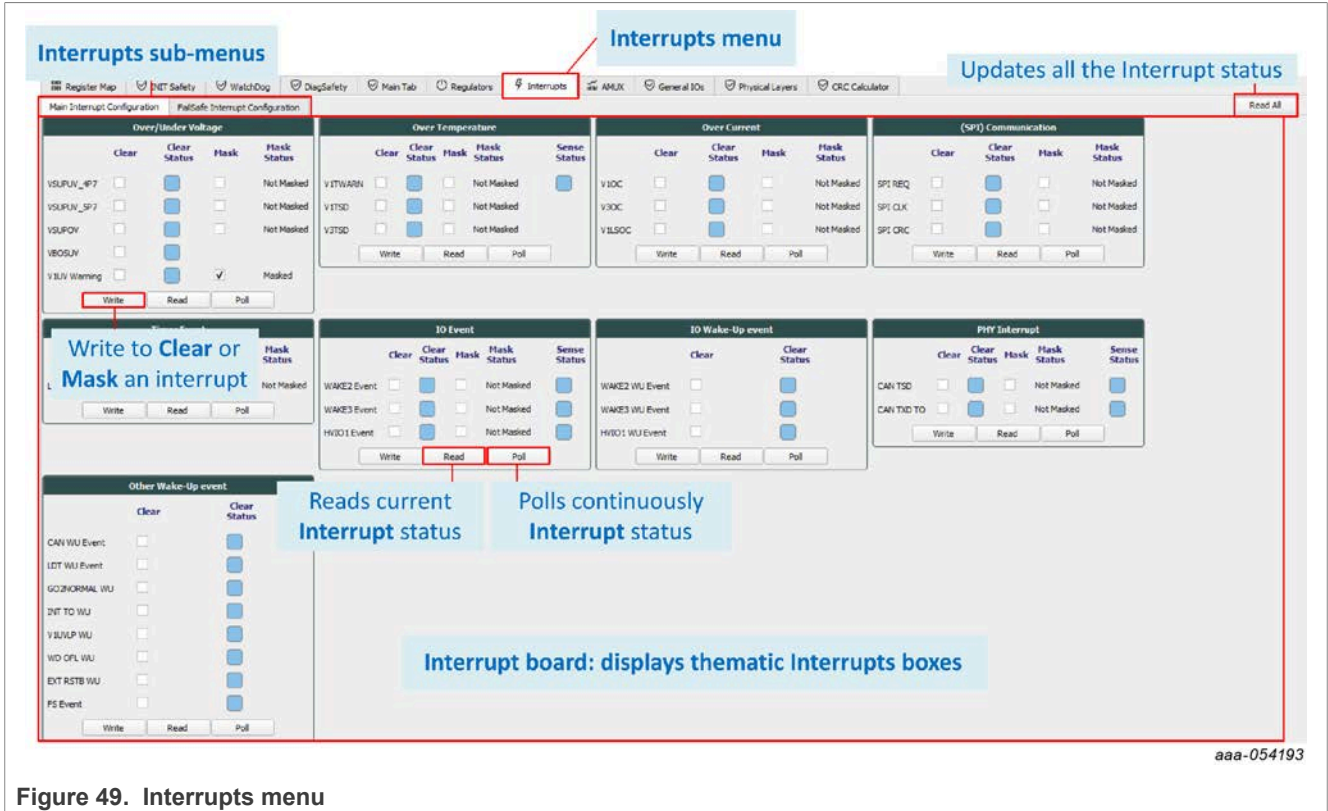 Interrupts sub-menus
Interrupts menu
Updates all the Interrupt status
Register Map INIT Safety WatchDog DiagSafety Main Tab Regulators Interrupts AMUX General IOs Physical Layers CRC Calculator
Main Interrupt Configuration FailSafe Interrupt Configuration Read All
Over/Under Voltage
Clear Clear Status Mask Mask Status
VSUPUV_4P7 Not Masked
VSUPUV_5P7 Not Masked
VSUPOV Not Masked
VBOSUV
V1UV Warning Masked
Write Read Poll
Over Temperature
Clear Clear Status Mask Mask Status Sense Status
V1TWARN Not Masked
V1TSD Not Masked
V3TSD Not Masked
Write Read Poll
Over Current
Clear Clear Status Mask Mask Status
V1OC Not Masked
V3OC Not Masked
V1LSOC Not Masked
Write Read Poll
(SPI) Communication
Clear Clear Status Mask Mask Status
SPI REQ Not Masked
SPI CLK Not Masked
SPI CRC Not Masked
Write Read Poll
Write to Clear or
Mask an interrupt
Mask Status
Not Masked
Write Read Poll
IO Event
Clear Clear Status Mask Mask Status Sense Status
WAKE2 Event Not Masked
WAKE3 Event Not Masked
HVIO1 Event Not Masked
Write Read Poll
IO Wake-Up event
Clear Clear Status
WAKE2 WU Event
WAKE3 WU Event
HVIO1 WU Event
Write Read Poll
PHY Interrupt
Clear Clear Status Mask Mask Status Sense Status
CAN TSD Not Masked
CAN TXD TO Not Masked
Write Read Poll
Reads current
Interrupt status
Polls continuously
Interrupt status
Other Wake-Up event
Clear Clear Status
CAN WU Event
LDT WU Event
GO2NORMAL WU
INT TO WU
V1UVLP WU
WD OFL WU
EXT RSTB WU
FS Event
Write Read Poll
Interrupt board: displays thematic Interrupts boxes
aaa-054193
Figure 49. Interrupts menu